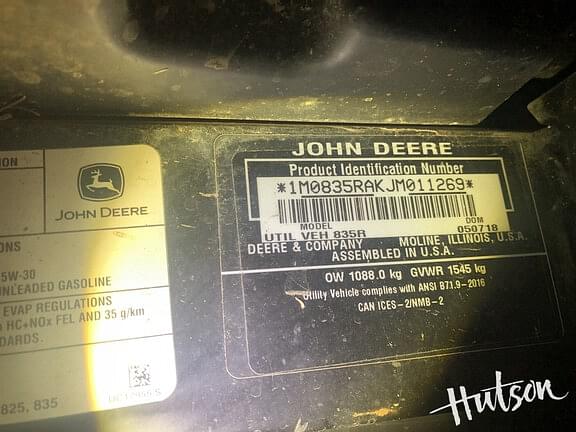 ION
JOHN DEERE
ONS
5W-30
UNLEADED GASOLINE
EVAP REGULATIONS
HC+NOx FEL AND 35 g/km
DARDS.
825, 835
JOHN DEERE
Product Identification Number
*1M0835RAKJM011269*
MODEL DOM
UTIL VEH 835R 050718
DEERE & COMPANY MOLINE, ILLINOIS, U.S.A.
ASSEMBLED IN U.S.A.
OW 1088.0 kg GVWR 1545 kg
Utility Vehicle complies with ANSI B71.9-2016
CAN ICES-2/NMB-2
Hutson